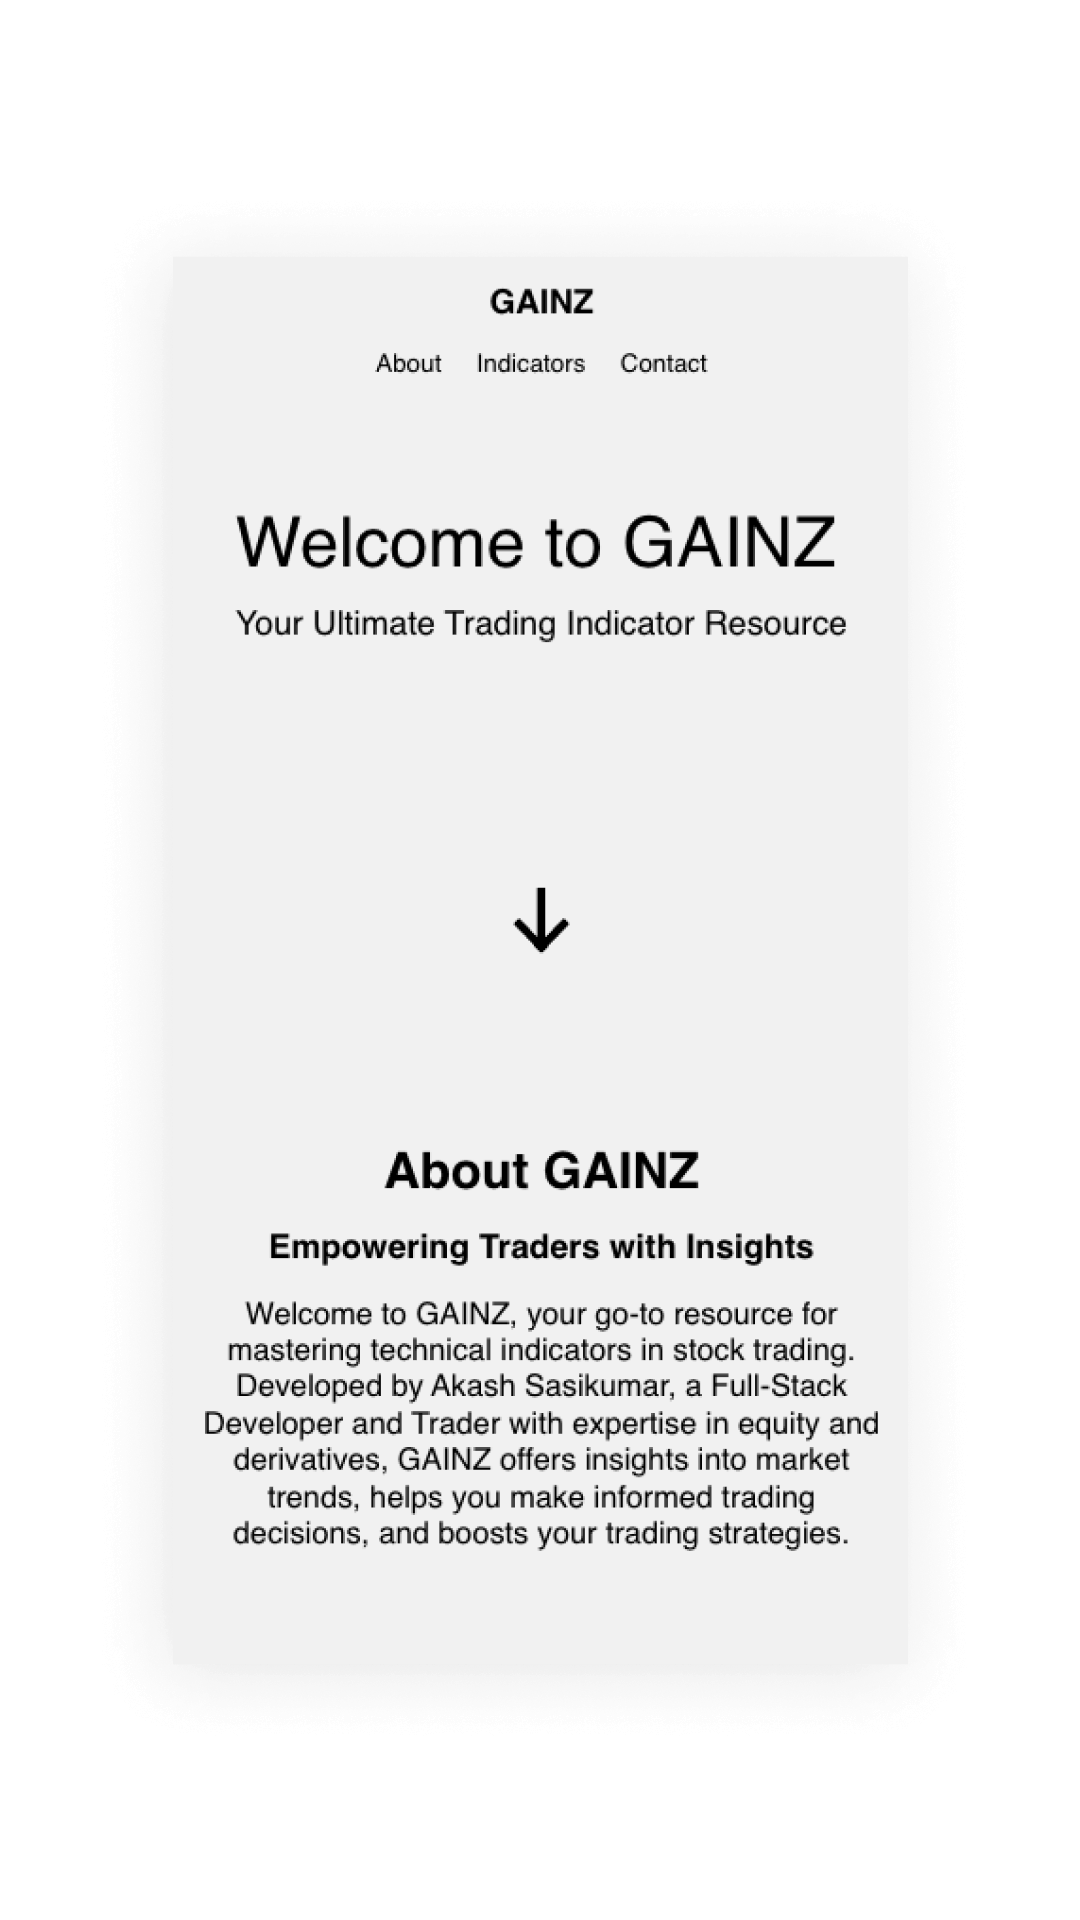 GAINZ
About Indicators Contact
Welcome to GAINZ
Your Ultimate Trading Indicator Resource
About GAINZ
Empowering Traders with Insights
Welcome to GAINZ, your go-to resource for
mastering technical indicators in stock trading.
Developed by Akash Sasikumar, a Full-Stack
Developer and Trader with expertise in equity and
derivatives, GAINZ offers insights into market
trends, helps you make informed trading
decisions, and boosts your trading strategies.